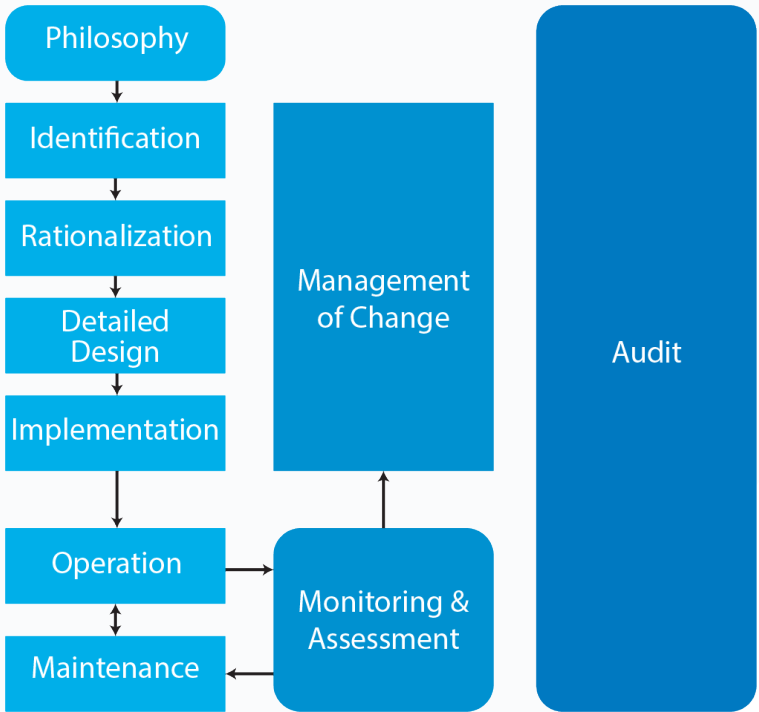 Philosophy
Identification
Rationalization
Detailed
Design
Implementation
Operation
Maintenance
Management
of Change
Monitoring &
Assessment
Audit